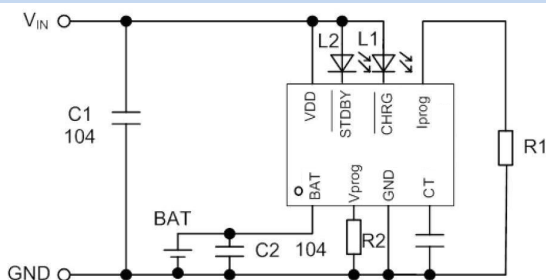 VIN
L2
L1
C1
104
VDD
STDBY
CHRG
Iprog
R1
BAT
Vprog
GND
CT
BAT
C2
104
R2
GND